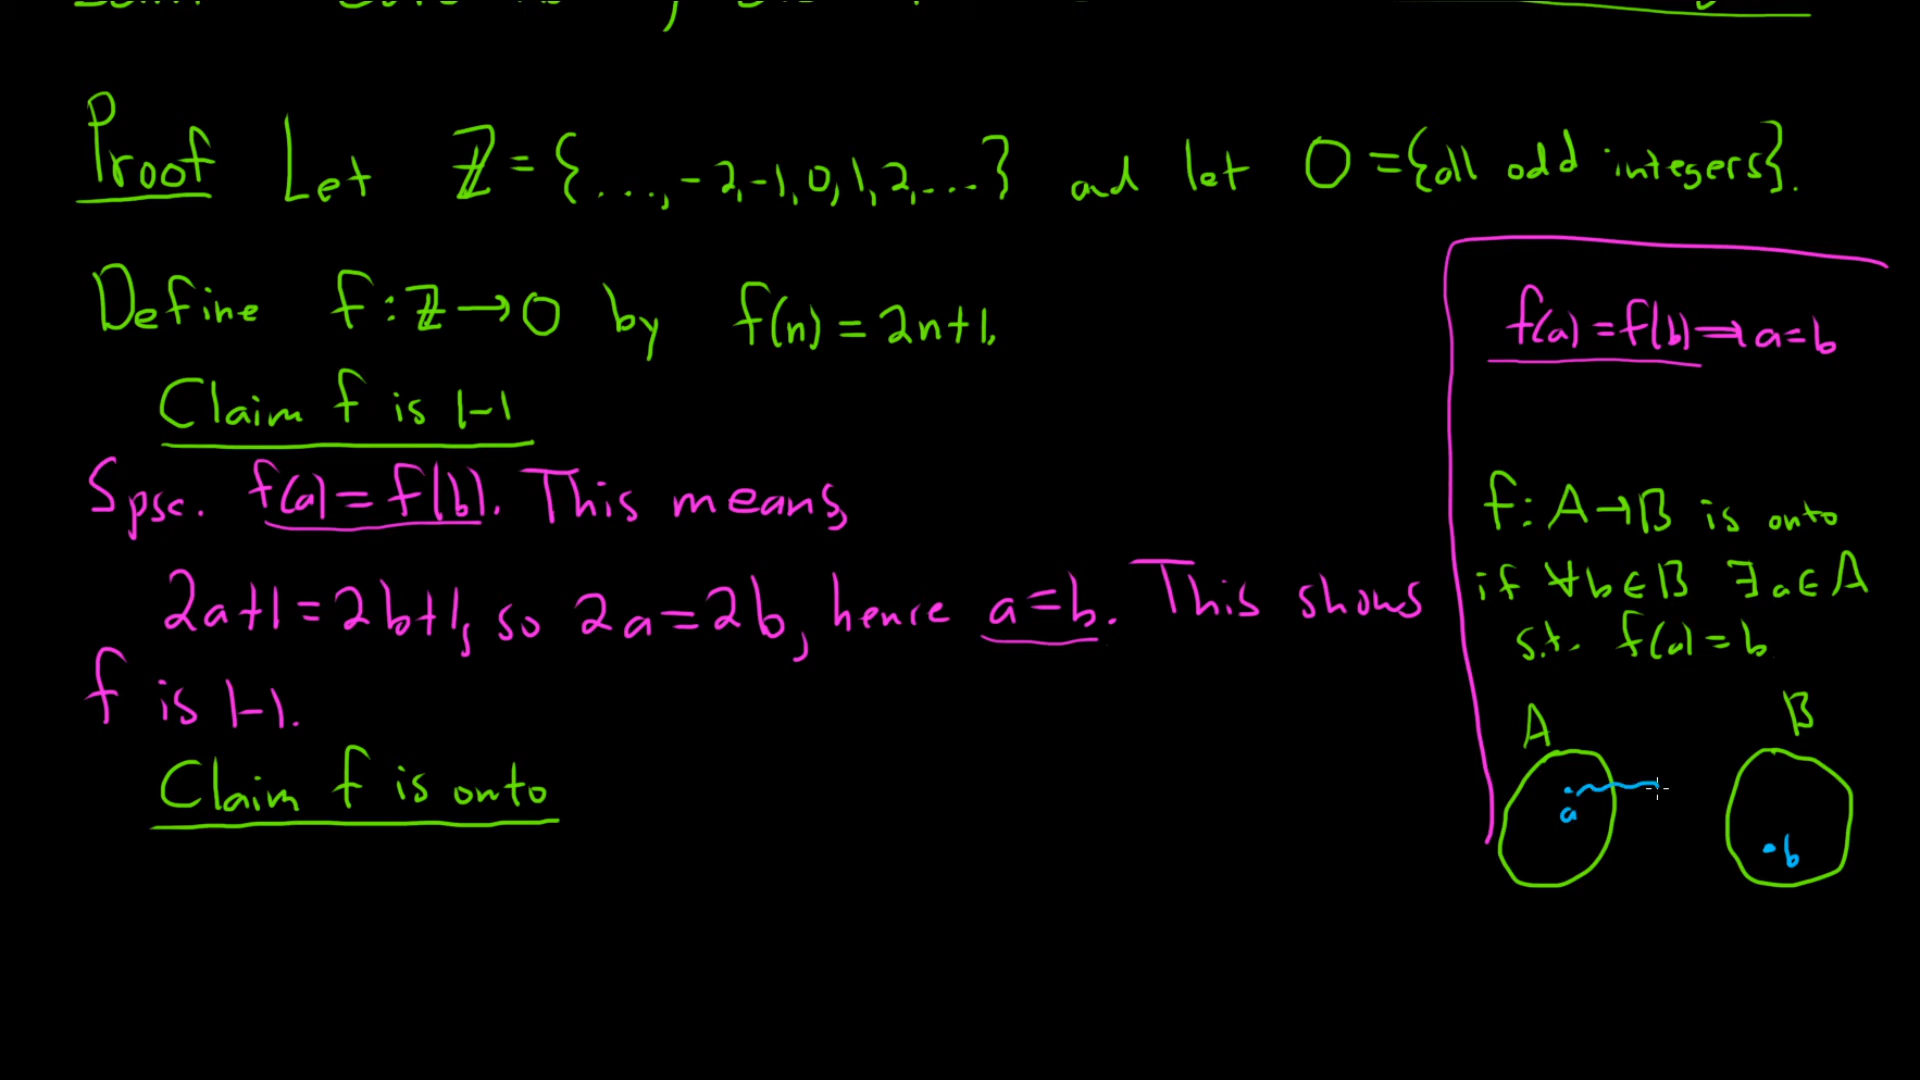 Proof Let ℤ = {..., -2, -1, 0, 1, 2, ...} and let O = {all odd integers}.
Define f: ℤ → O by f(n) = 2n+1.
Claim f is 1-1
Spse. f(a) = f(b). This means
2a+1 = 2b+1, so 2a = 2b, hence a = b. This shows
f is 1-1.
Claim f is onto
f(a) = f(b) ⟹ a = b
f: A → B is onto
if ∀ b ∈ B ∃ a ∈ A
s.t. f(a) = b
A B
a
b